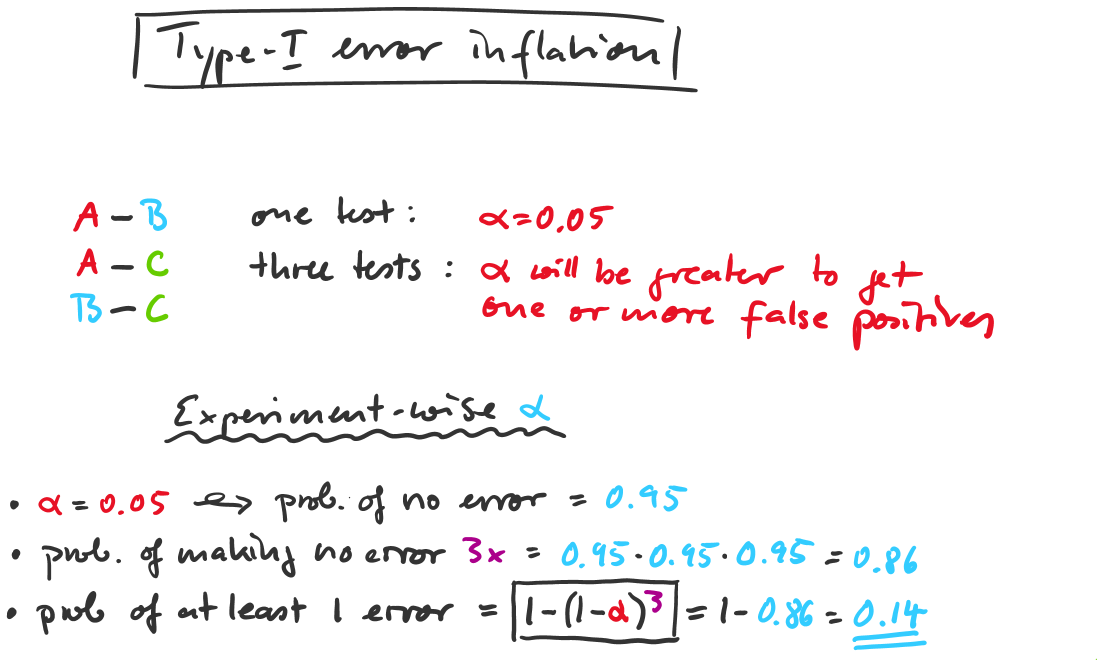 Type-I error inflation
A – B one test: α=0.05
A – C three tests: α will be greater to get
B – C one or more false positives
Experiment-wise α
• α = 0.05 ↪ prob. of no error = 0.95
• prob. of making no error 3x = 0.95 · 0.95 · 0.95 = 0.86
• prob of at least 1 error = 1-(1-α)³ = 1- 0.86 = 0.14